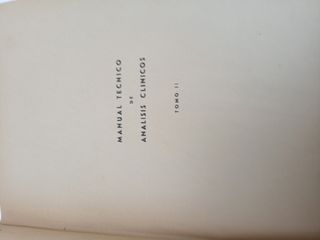 MANUAL TECNICO
DE
ANALISIS CLINICOS
TOMO II